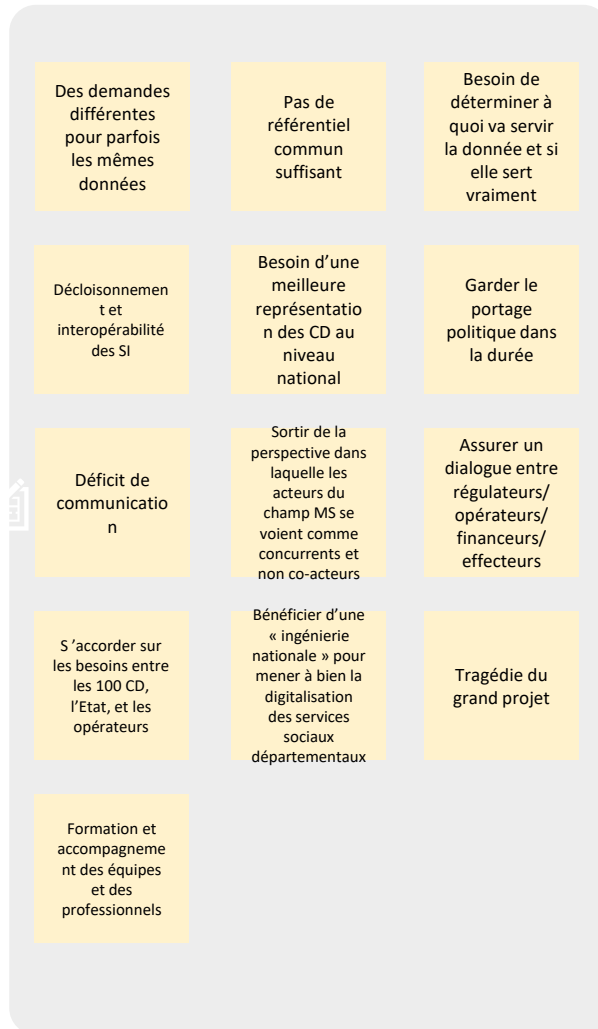 Des demandes
différentes
pour parfois
les mêmes
données
Pas de
référentiel
commun
suffisant
Besoin de
déterminer à
quoi va servir
la donnée et si
elle sert
vraiment
Décloisonnemen
t et
interopérabilité
des SI
Besoin d’une
meilleure
représentatio
n des CD au
niveau
national
Garder le
portage
politique dans
la durée
Déficit de
communicatio
n
Sortir de la
perspective dans
laquelle les
acteurs du
champ MS se
voient comme
concurrents et
non co-acteurs
Assurer un
dialogue entre
régulateurs/
opérateurs/
financeurs/
effecteurs
S ’accorder sur
les besoins entre
les 100 CD,
l’Etat, et les
opérateurs
Bénéficier d’une
« ingénierie
nationale » pour
mener à bien la
digitalisation
des services
sociaux
départementaux
Tragédie du
grand projet
Formation et
accompagneme
nt des équipes
et des
professionnels